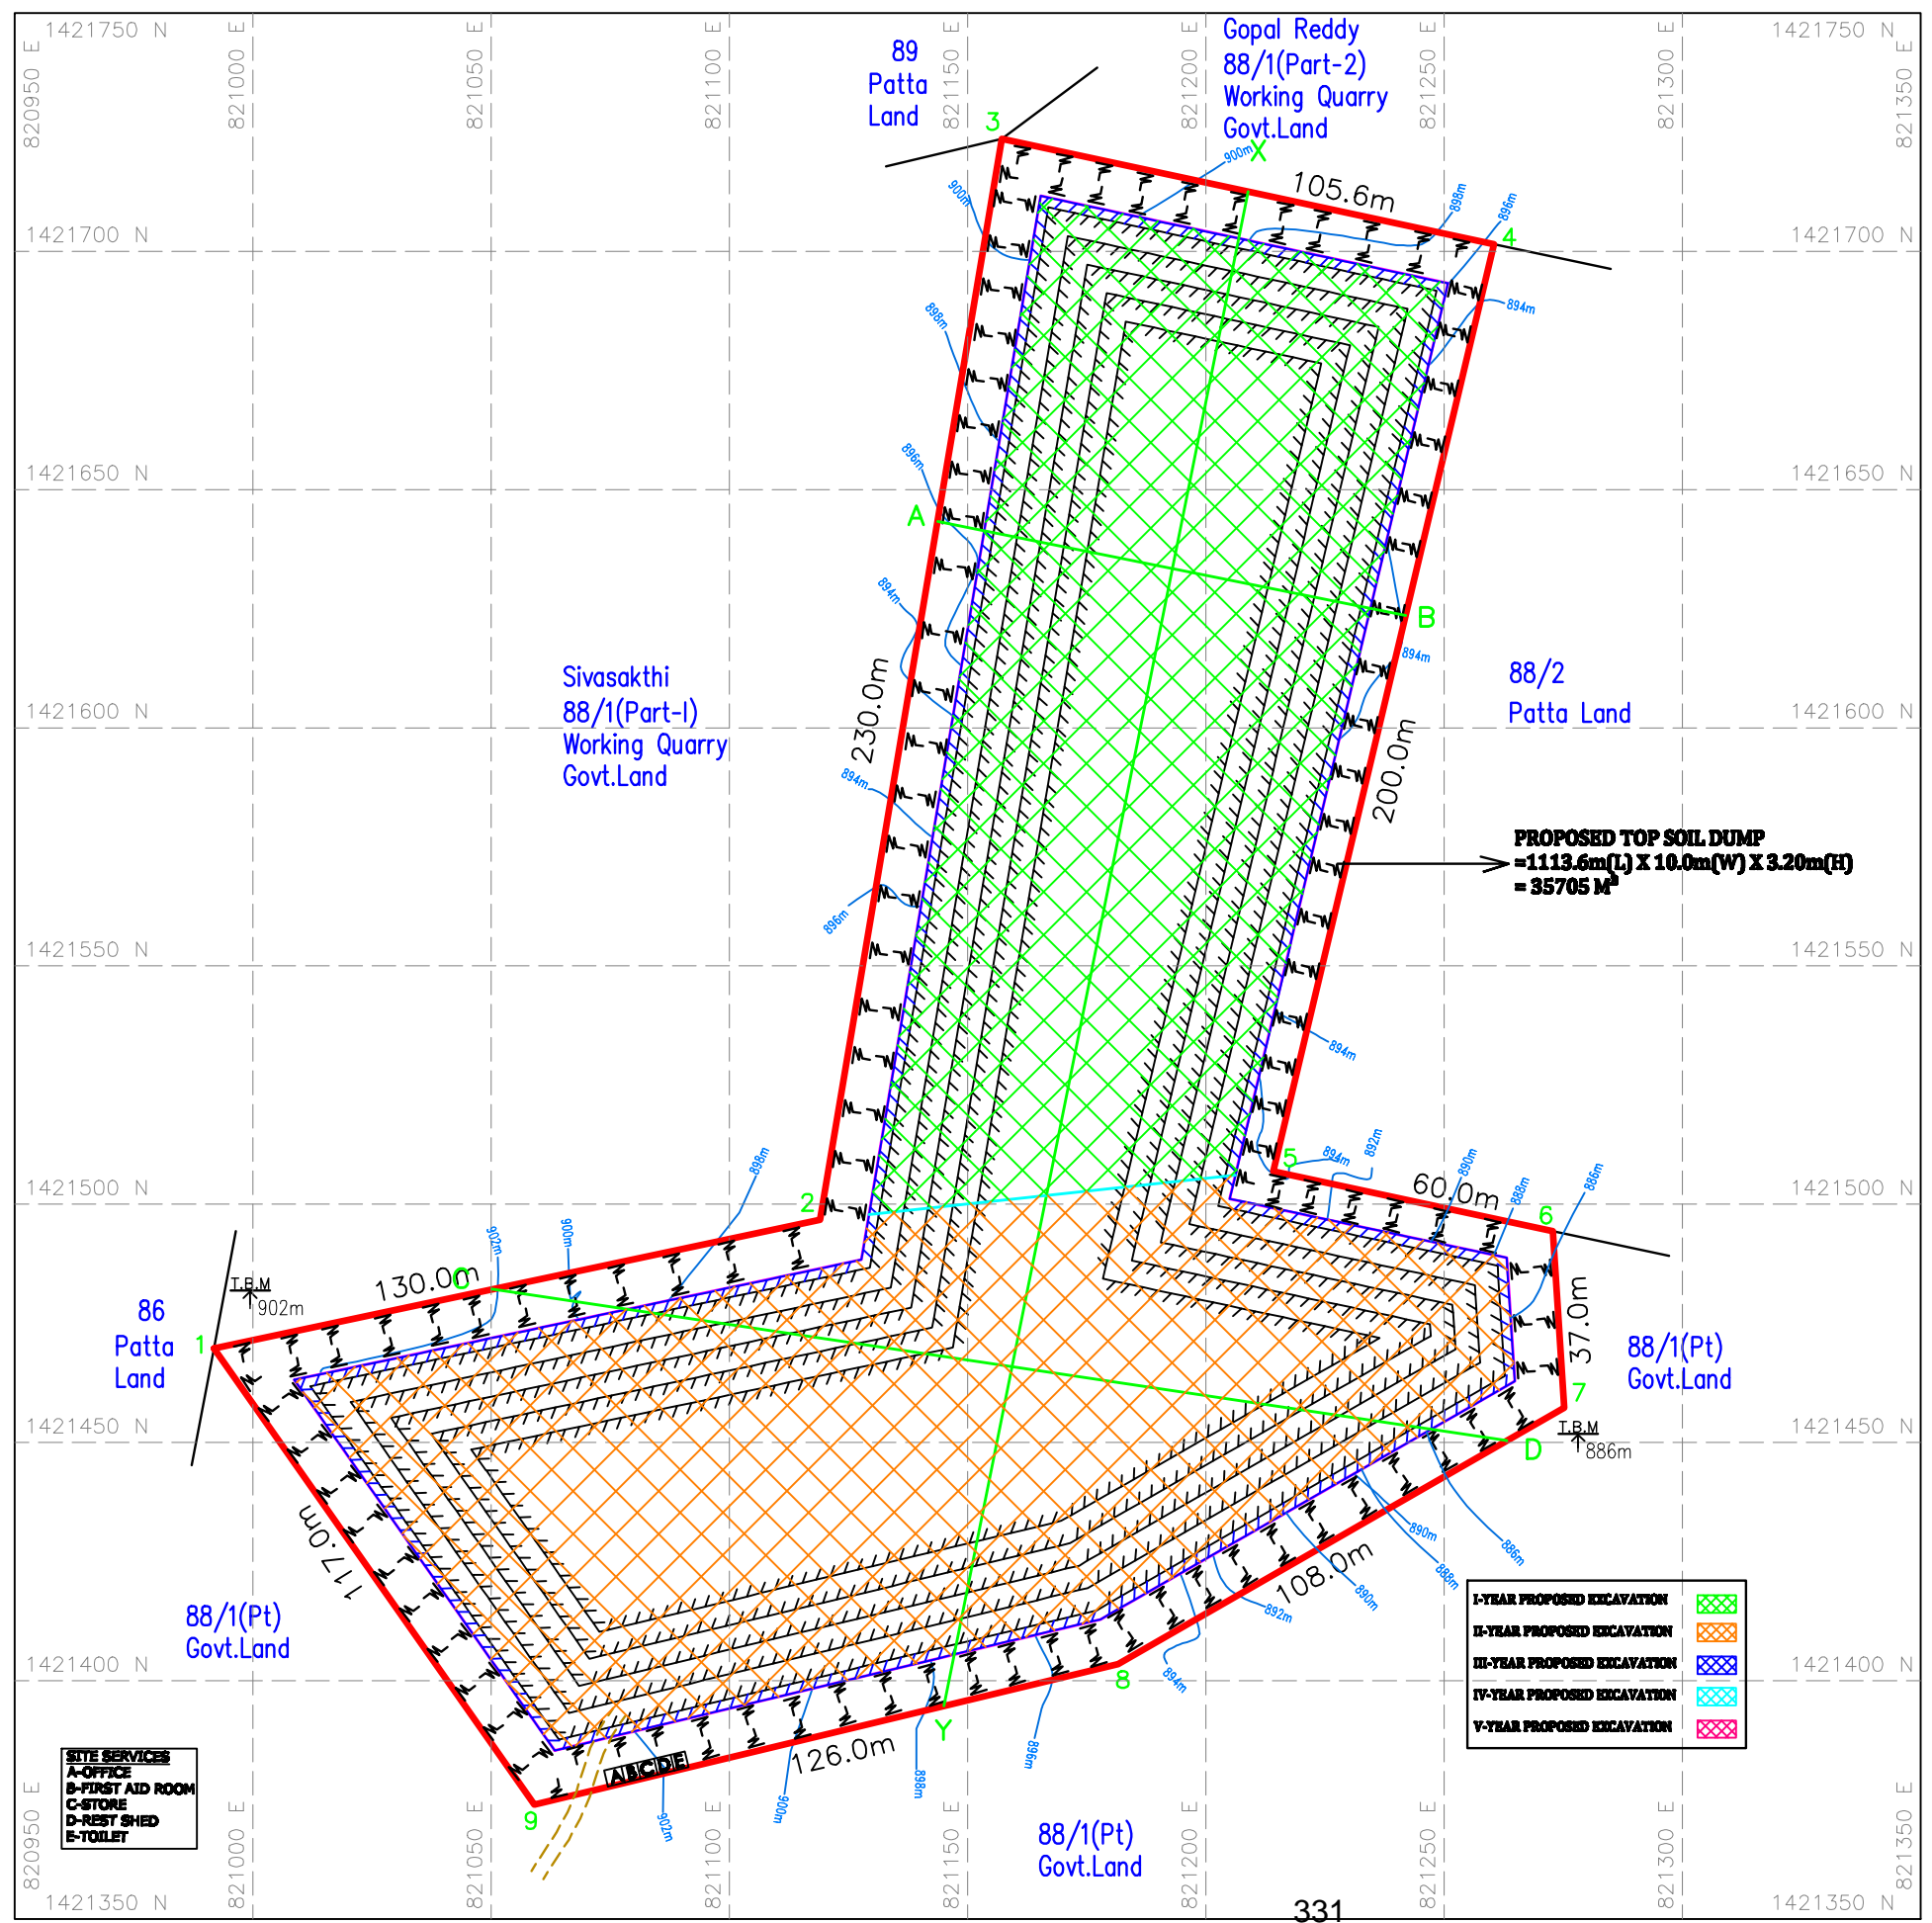 1421750 N
1421750 N
820950 E
821000 E
821050 E
821100 E
821150 E
821200 E
821250 E
821300 E
821350 E
89
Patta
Land
Gopal Reddy
88/1(Part-2)
Working Quarry
Govt.Land
3
X
900m
105.6m
898m
896m
900m
4
1421700 N
1421700 N
894m
898m
896m
1421650 N
1421650 N
A
B
894m
894m
Sivasakthi
88/1(Part-I)
Working Quarry
Govt.Land
230.0m
88/2
Patta Land
1421600 N
1421600 N
200.0m
894m
PROPOSED TOP SOIL DUMP
=1113.6m(L) X 10.0m(W) X 3.20m(H)
= 35705 M3
896m
1421550 N
1421550 N
894m
898m
5
894m
892m
890m
888m
886m
60.0m
1421500 N
1421500 N
2
6
902m
900m
130.0m
C
T.B.M
902m
86
Patta
Land
1
37.0m
88/1(Pt)
Govt.Land
7
1421450 N
1421450 N
D
T.B.M
886m
117.0m
890m
886m
888m
108.0m
890m
892m
88/1(Pt)
Govt.Land
I-YEAR PROPOSED EXCAVATION
II-YEAR PROPOSED EXCAVATION
III-YEAR PROPOSED EXCAVATION
IV-YEAR PROPOSED EXCAVATION
V-YEAR PROPOSED EXCAVATION
1421400 N
1421400 N
894m
8
Y
126.0m
896m
898m
900m
902m
ABCDE
9
SITE SERVICES
A-OFFICE
B-FIRST AID ROOM
C-STORE
D-REST SHED
E-TOILET
88/1(Pt)
Govt.Land
820950 E
821000 E
821050 E
821100 E
821150 E
821200 E
821250 E
821300 E
821350 E
1421350 N
1421350 N
331